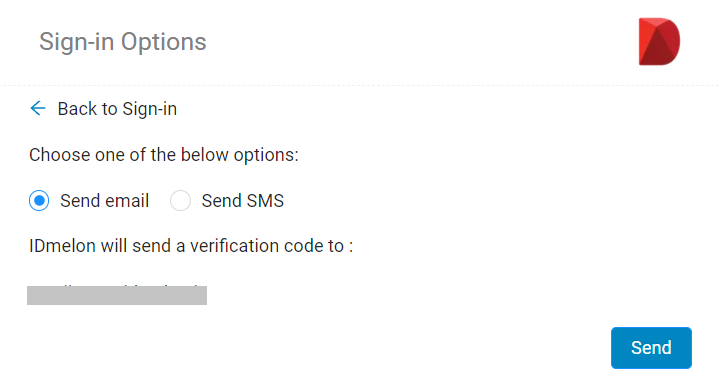 Sign-in Options
Back to Sign-in
Choose one of the below options:
Send email
Send SMS
IDmelon will send a verification code to :
Send